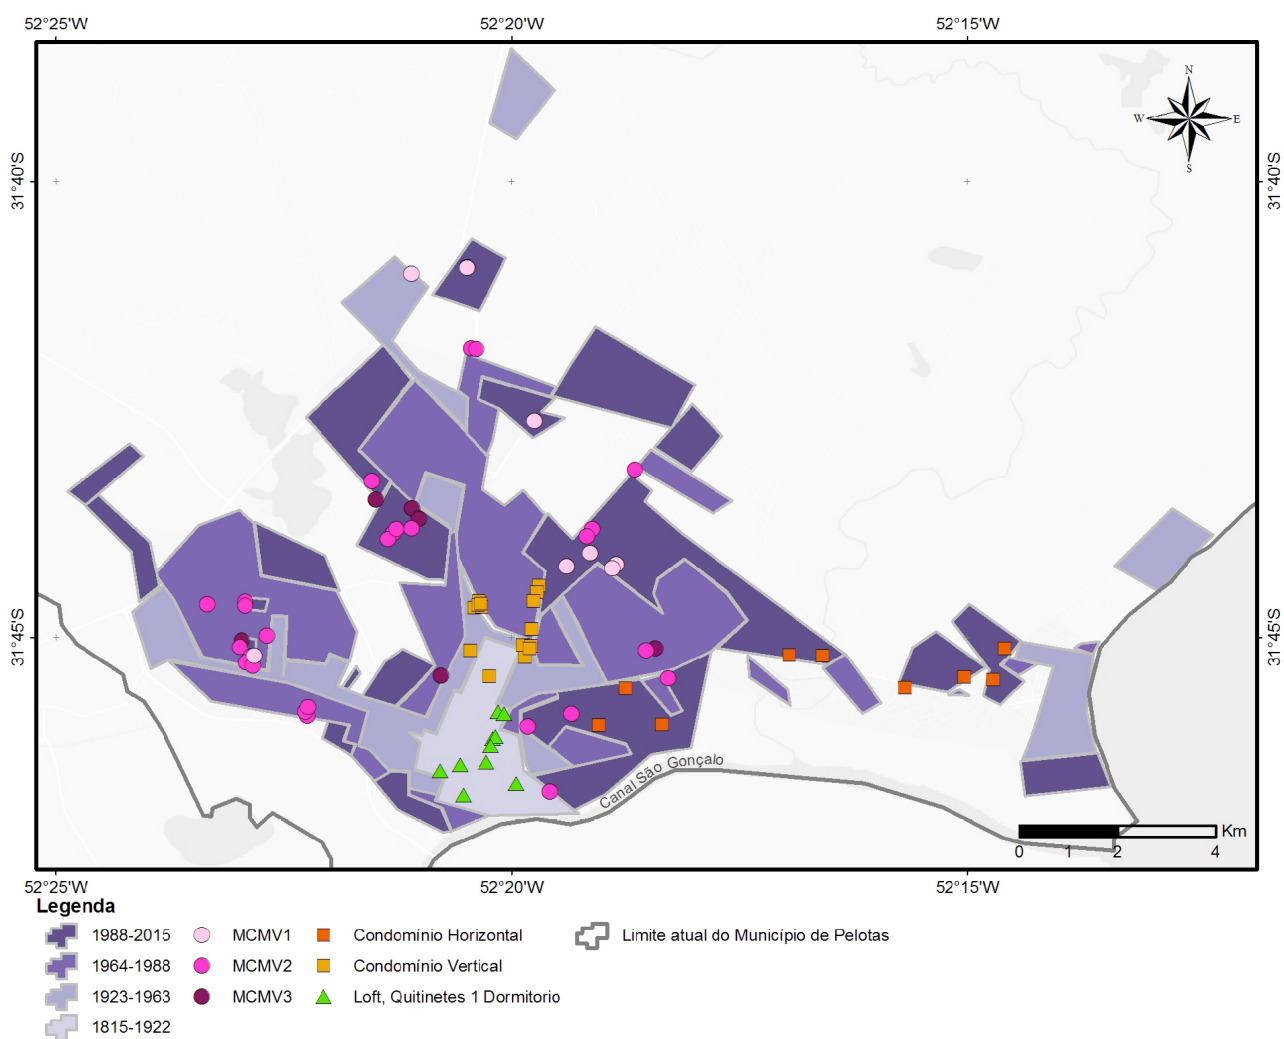 52°25'W 52°20'W 52°15'W
N
W E
S
31°40'S 31°40'S
31°45'S 31°45'S
Canal São Gonçalo
Km
0 1 2 4
52°25'W 52°20'W 52°15'W
Legenda
1988-2015 MCMV1 Condomínio Horizontal Limite atual do Município de Pelotas
1964-1988 MCMV2 Condomínio Vertical
1923-1963 MCMV3 Loft, Quitinetes 1 Dormitorio
1815-1922